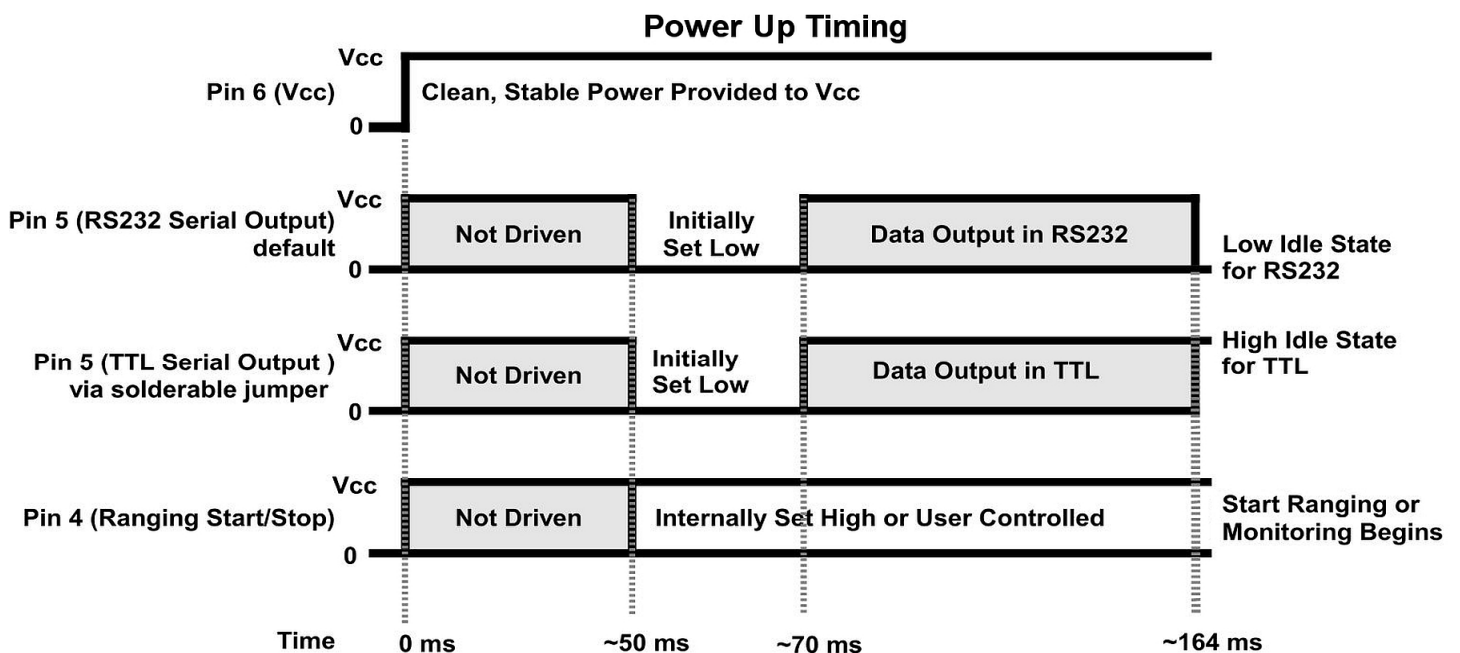 Power Up Timing
Vcc
Pin 6 (Vcc)
Clean, Stable Power Provided to Vcc
0
Vcc
Pin 5 (RS232 Serial Output)
default
Not Driven
Initially
Set Low
Data Output in RS232
Low Idle State
for RS232
0
Vcc
Pin 5 (TTL Serial Output )
via solderable jumper
Not Driven
Initially
Set Low
Data Output in TTL
High Idle State
for TTL
0
Vcc
Pin 4 (Ranging Start/Stop)
Not Driven
Internally Set High or User Controlled
Start Ranging or
Monitoring Begins
0
Time
0 ms
~50 ms
~70 ms
~164 ms